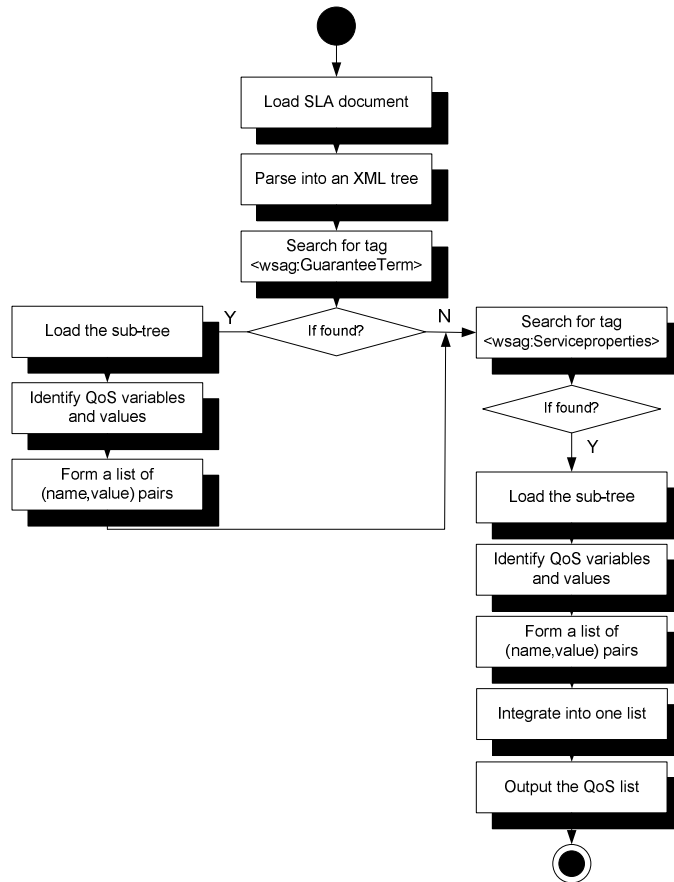 Load SLA document
Parse into an XML tree
Search for tag
<wsag:GuaranteeTerm>
If found?
Y
N
Load the sub-tree
Identify QoS variables
and values
Form a list of
(name,value) pairs
Search for tag
<wsag:Serviceproperties>
If found?
Y
Load the sub-tree
Identify QoS variables
and values
Form a list of
(name,value) pairs
Integrate into one list
Output the QoS list